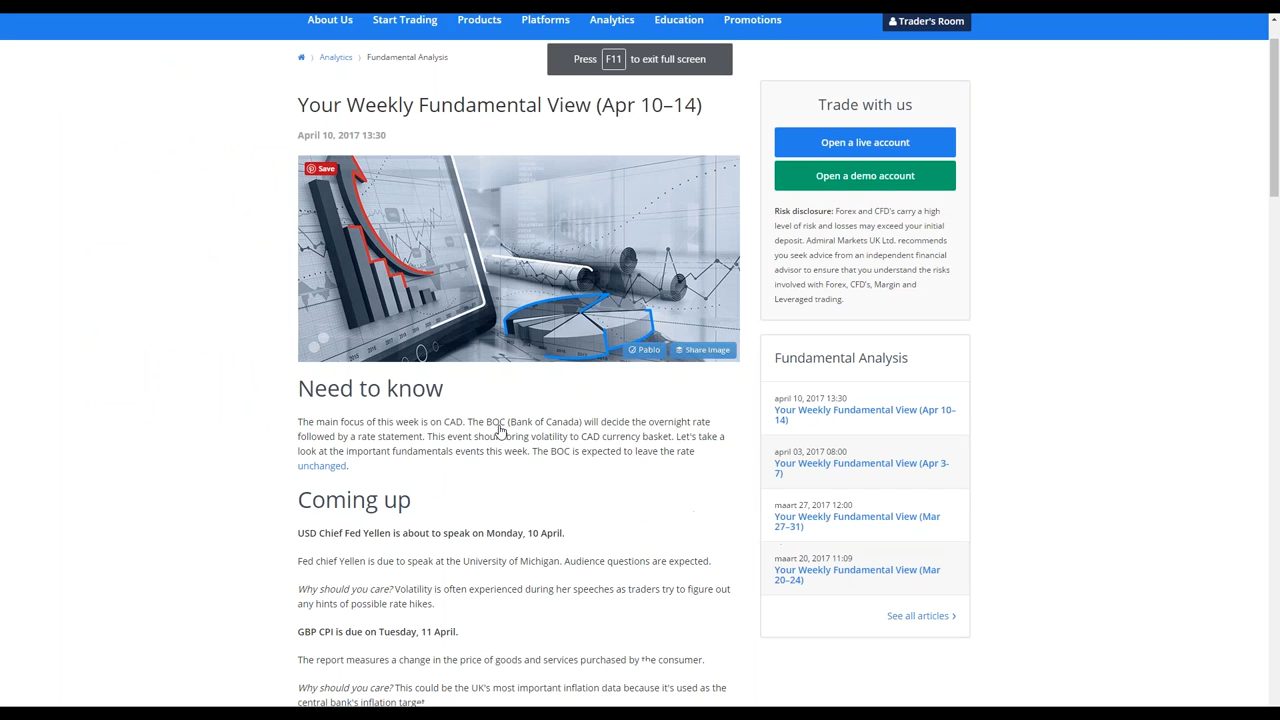 About Us Start Trading Products Platforms Analytics Education Promotions Trader's Room
Press F11 to exit full screen
Analytics Fundamental Analysis
Your Weekly Fundamental View (Apr 10–14)
April 10, 2017 13:30
Save
Pablo Share Image
Need to know
The main focus of this week is on CAD. The BOC (Bank of Canada) will decide the overnight rate
followed by a rate statement. This event should bring volatility to CAD currency basket. Let's take a
look at the important fundamentals events this week. The BOC is expected to leave the rate
unchanged.
Coming up
USD Chief Fed Yellen is about to speak on Monday, 10 April.
Fed chief Yellen is due to speak at the University of Michigan. Audience questions are expected.
Why should you care? Volatility is often experienced during her speeches as traders try to figure out
any hints of possible rate hikes.
GBP CPI is due on Tuesday, 11 April.
The report measures a change in the price of goods and services purchased by the consumer.
Why should you care? This could be the UK's most important inflation data because it's used as the
central bank's inflation target
Trade with us
Open a live account
Open a demo account
Risk disclosure: Forex and CFD's carry a high
level of risk and losses may exceed your initial
deposit. Admiral Markets UK Ltd. recommends
you seek advice from an independent financial
advisor to ensure that you understand the risks
involved with Forex, CFD's, Margin and
Leveraged trading.
Fundamental Analysis
april 10, 2017 13:30
Your Weekly Fundamental View (Apr 10–
14)
april 03, 2017 08:00
Your Weekly Fundamental View (Apr 3-
7)
maart 27, 2017 12:00
Your Weekly Fundamental View (Mar
27–31)
maart 20, 2017 11:09
Your Weekly Fundamental View (Mar
20–24)
See all articles